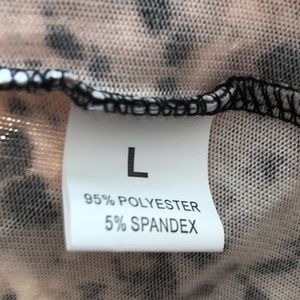 L
95% POLYESTER
5% SPANDEX